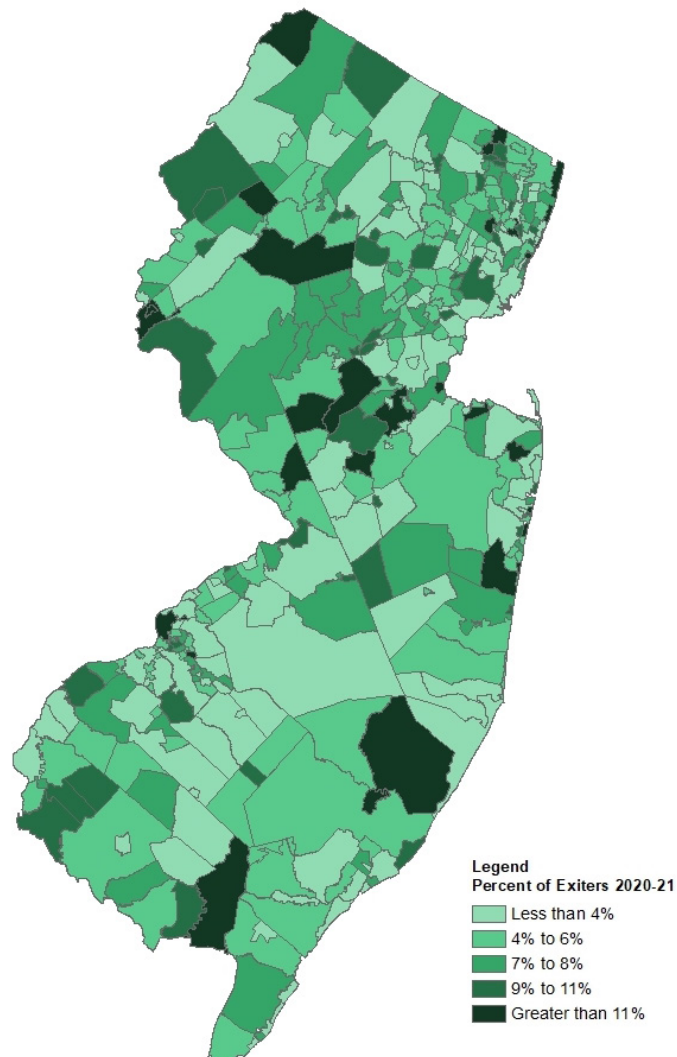 Legend
Percent of Exiters 2020-21
Less than 4%
4% to 6%
7% to 8%
9% to 11%
Greater than 11%